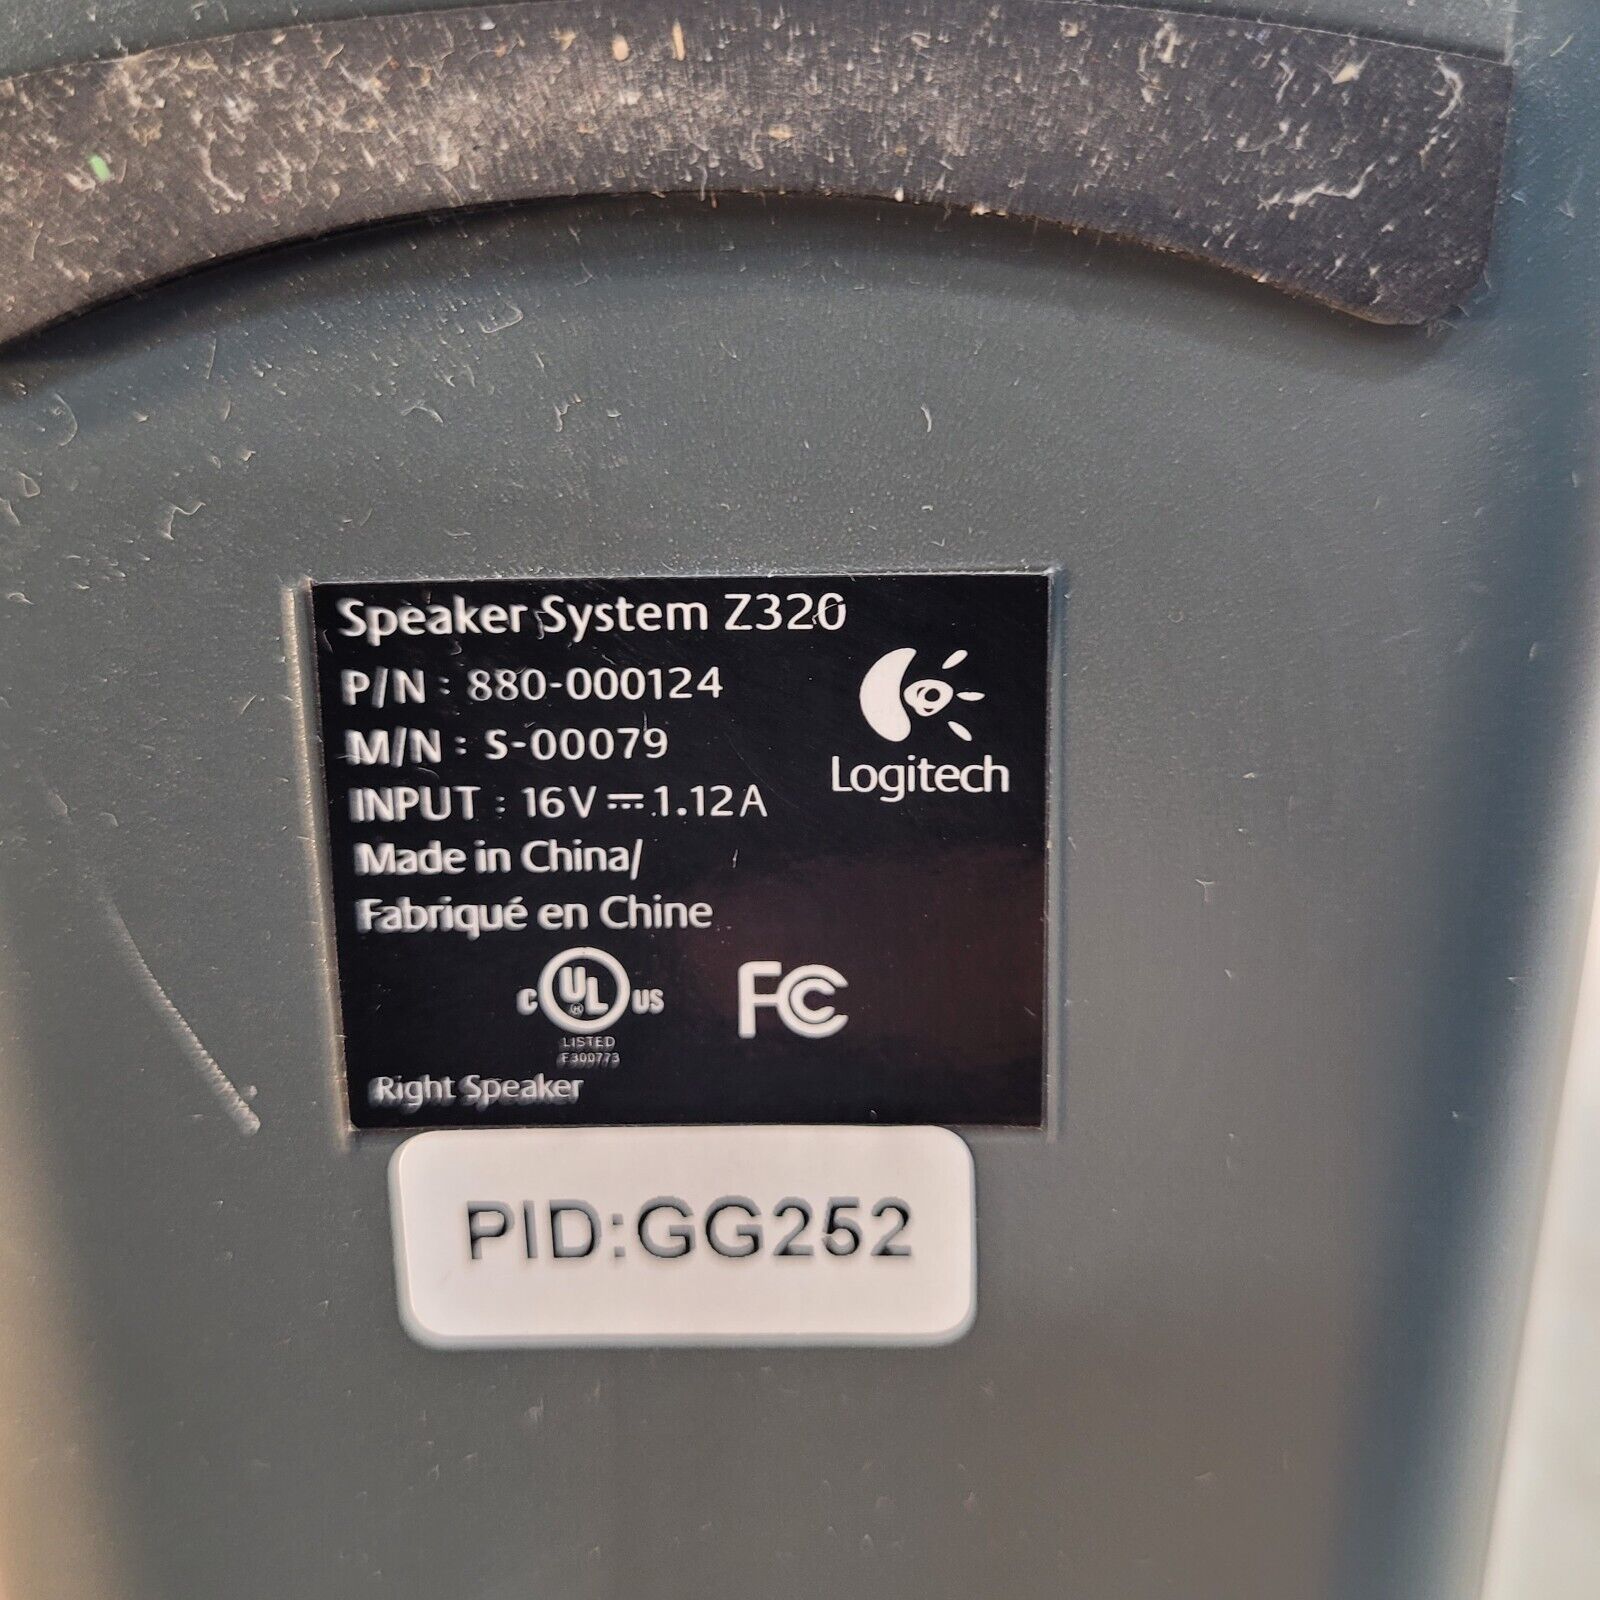 Speaker System Z320
P/N : 880-000124
M/N : S-00079
INPUT : 16V ⎓ 1.12A
Logitech
Made in China/
Fabriqué en Chine
C UL ® US
LISTED
E300773
FC
Right Speaker
PID:GG252